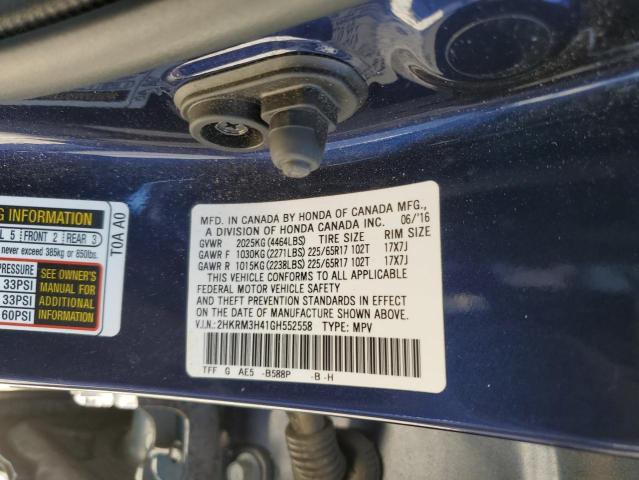 G INFORMATION
L 5 FRONT 2 REAR 3
never exceed 385kg or 850lbs.
PRESSURE
33PSI
33PSI
60PSI
SEE OWNER'S
MANUAL FOR
ADDITIONAL
INFORMATION
T0A A0
MFD. IN CANADA BY HONDA OF CANADA MFG.,
A DIVISION OF HONDA CANADA INC. 06/'16
GVWR 2025KG (4464LBS) TIRE SIZE RIM SIZE
GAWR F 1030KG (2271LBS) 225/65R17 102T 17X7J
GAWR R 1015KG (2238LBS) 225/65R17 102T 17X7J
THIS VEHICLE CONFORMS TO ALL APPLICABLE
FEDERAL MOTOR VEHICLE SAFETY
AND THEFT PREVENTION STANDARDS IN EFFECT
ON THE DATE OF MANUFACTURE SHOWN ABOVE.
V.I.N.: 2HKRM3H41GH552558 TYPE: MPV
TFF G AE5 -B588P -B -H